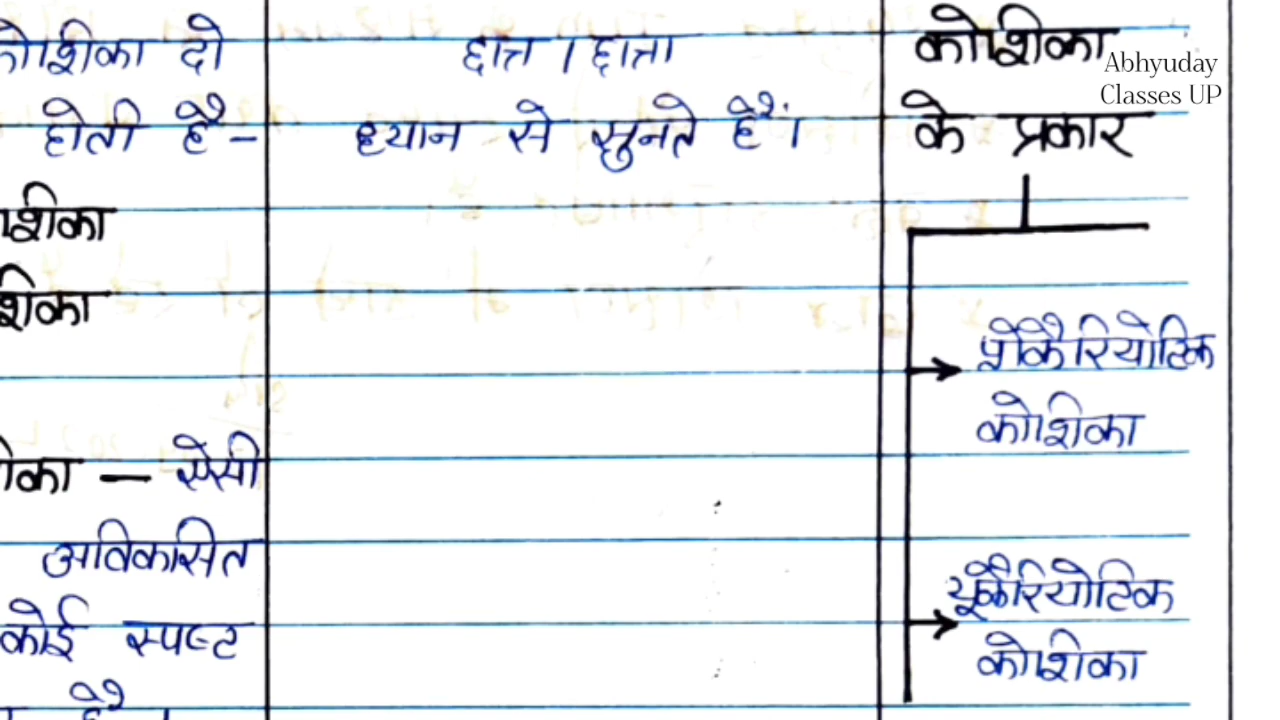 कोशिका दो
होती है-
कोशिका
कोशिका
ऐसी
अविकसित
कोई स्पष्ट
है।
छात्र / छात्रा
ध्यान से सुनते हैं।
कोशिका
के प्रकार
प्रोकैरियोटिक
कोशिका
यूकैरियोटिक
कोशिका
Abhyuday
Classes UP